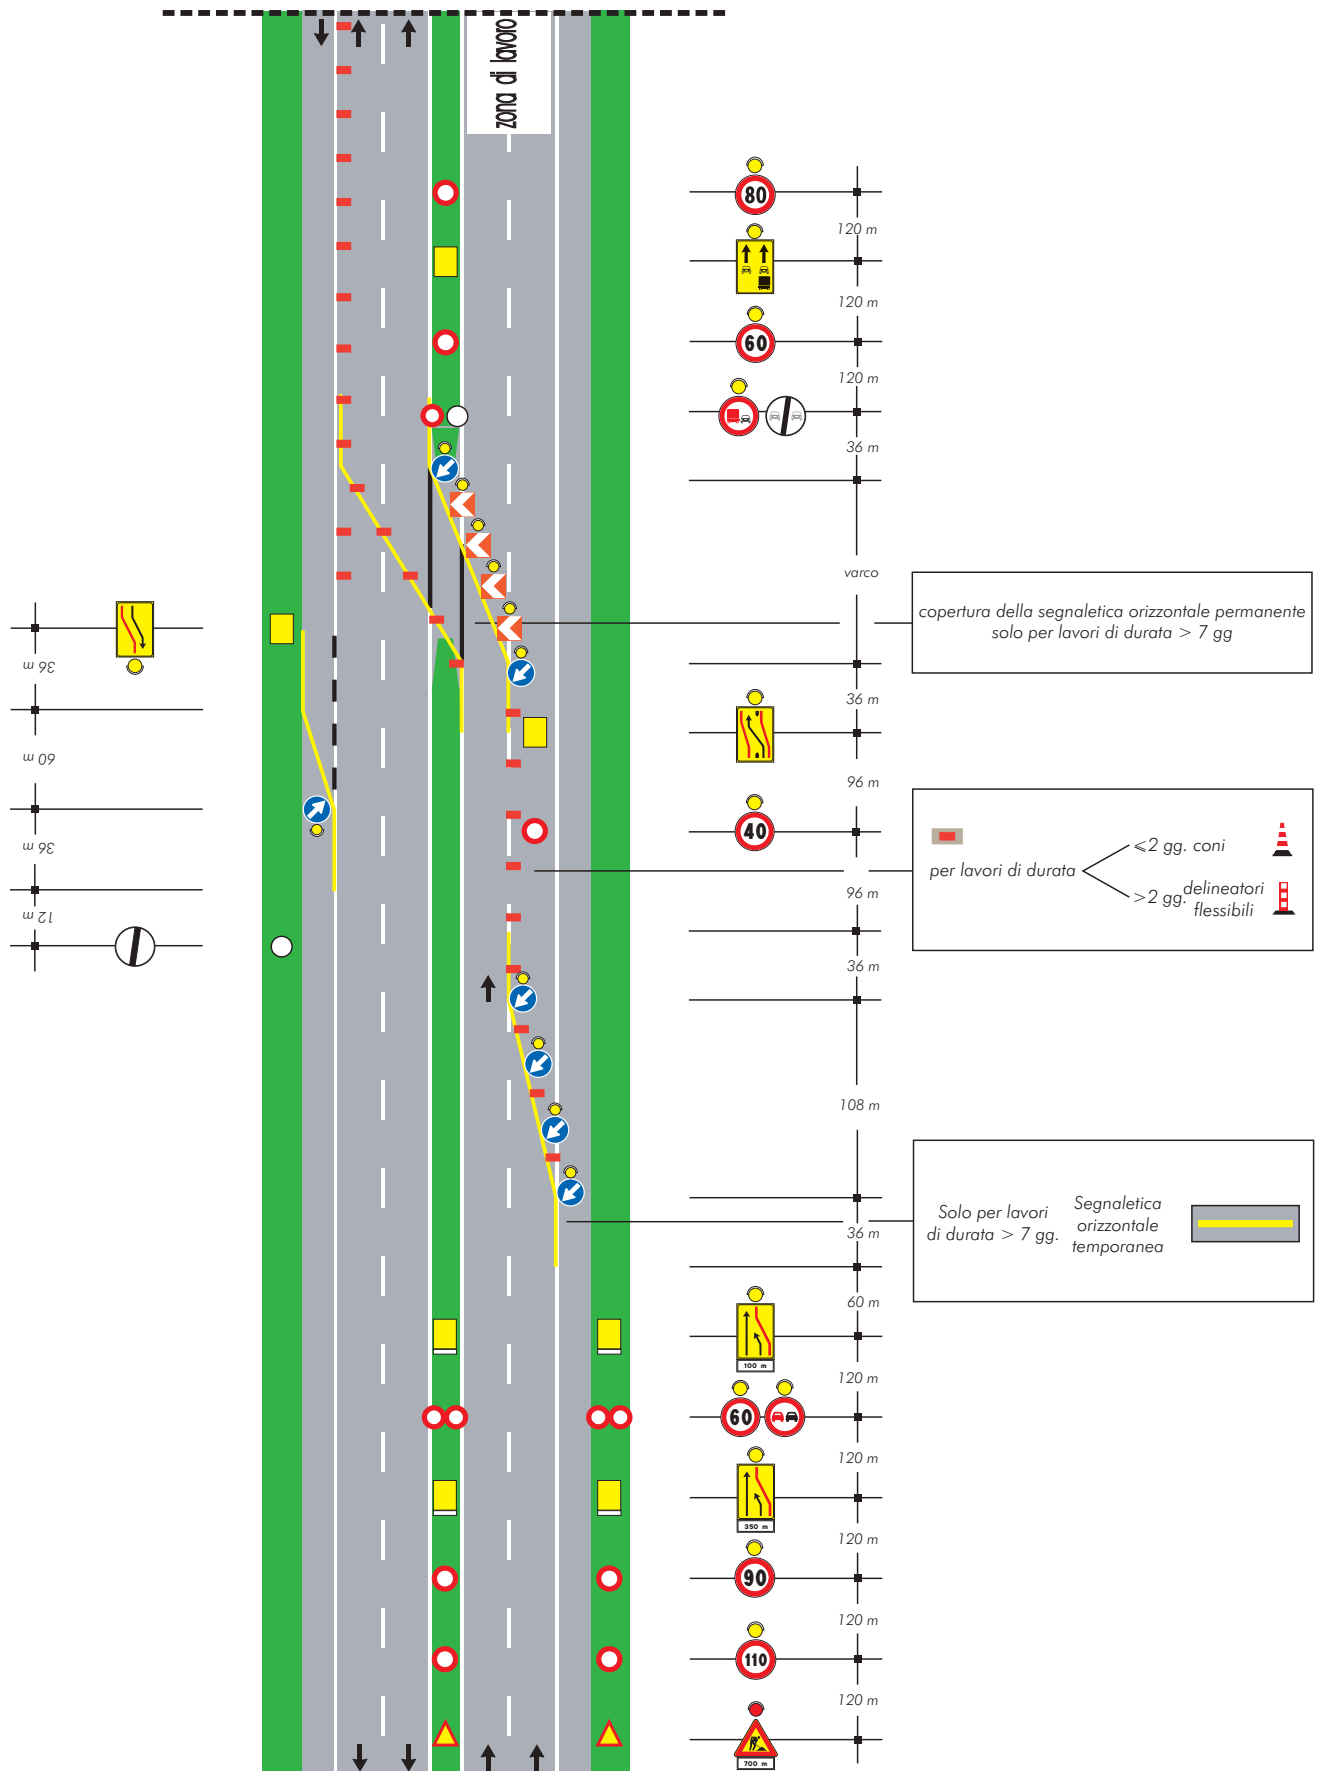 zona di lavoro
80
120 m
120 m
60
120 m
36 m
varco
copertura della segnaletica orizzontale permanente
solo per lavori di durata > 7 gg
36 m
60 m
36 m
12 m
36 m
96 m
40
per lavori di durata
⩽2 gg. coni
>2 gg. delineatori
flessibili
96 m
36 m
108 m
Solo per lavori
di durata > 7 gg.
Segnaletica
orizzontale
temporanea
36 m
60 m
100 m
120 m
60
120 m
350 m
120 m
90
120 m
110
120 m
700 m